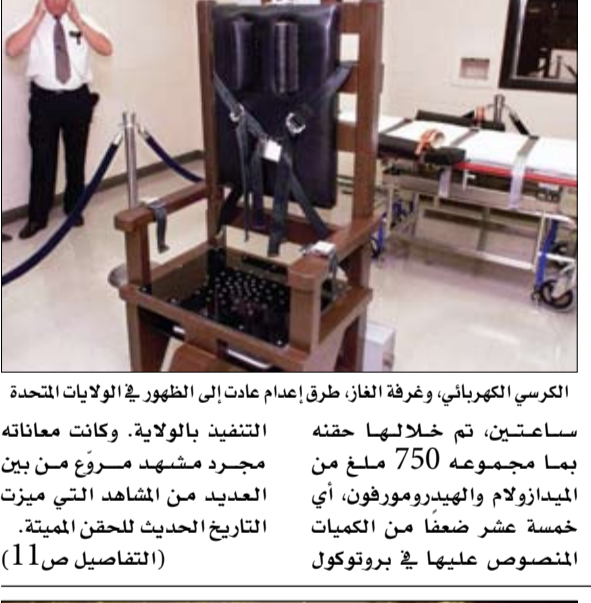 الكرسي الكهربائي، وغرفة الغاز، طرق إعدام عادت إلى الظهور في الولايات المتحدة
ساعتين، تم خلالها حقنه
بما مجموعه 750 ملغ من
الميدازولام والهيدرومورفون، أي
خمسة عشر ضعفًا من الكميات
المنصوص عليها في بروتوكول
التنفيذ بالولاية. وكانت معاناته
مجرد مشهد مروّع من بين
العديد من المشاهد التي ميزت
التاريخ الحديث للحقن المميتة.
(التفاصيل ص11)